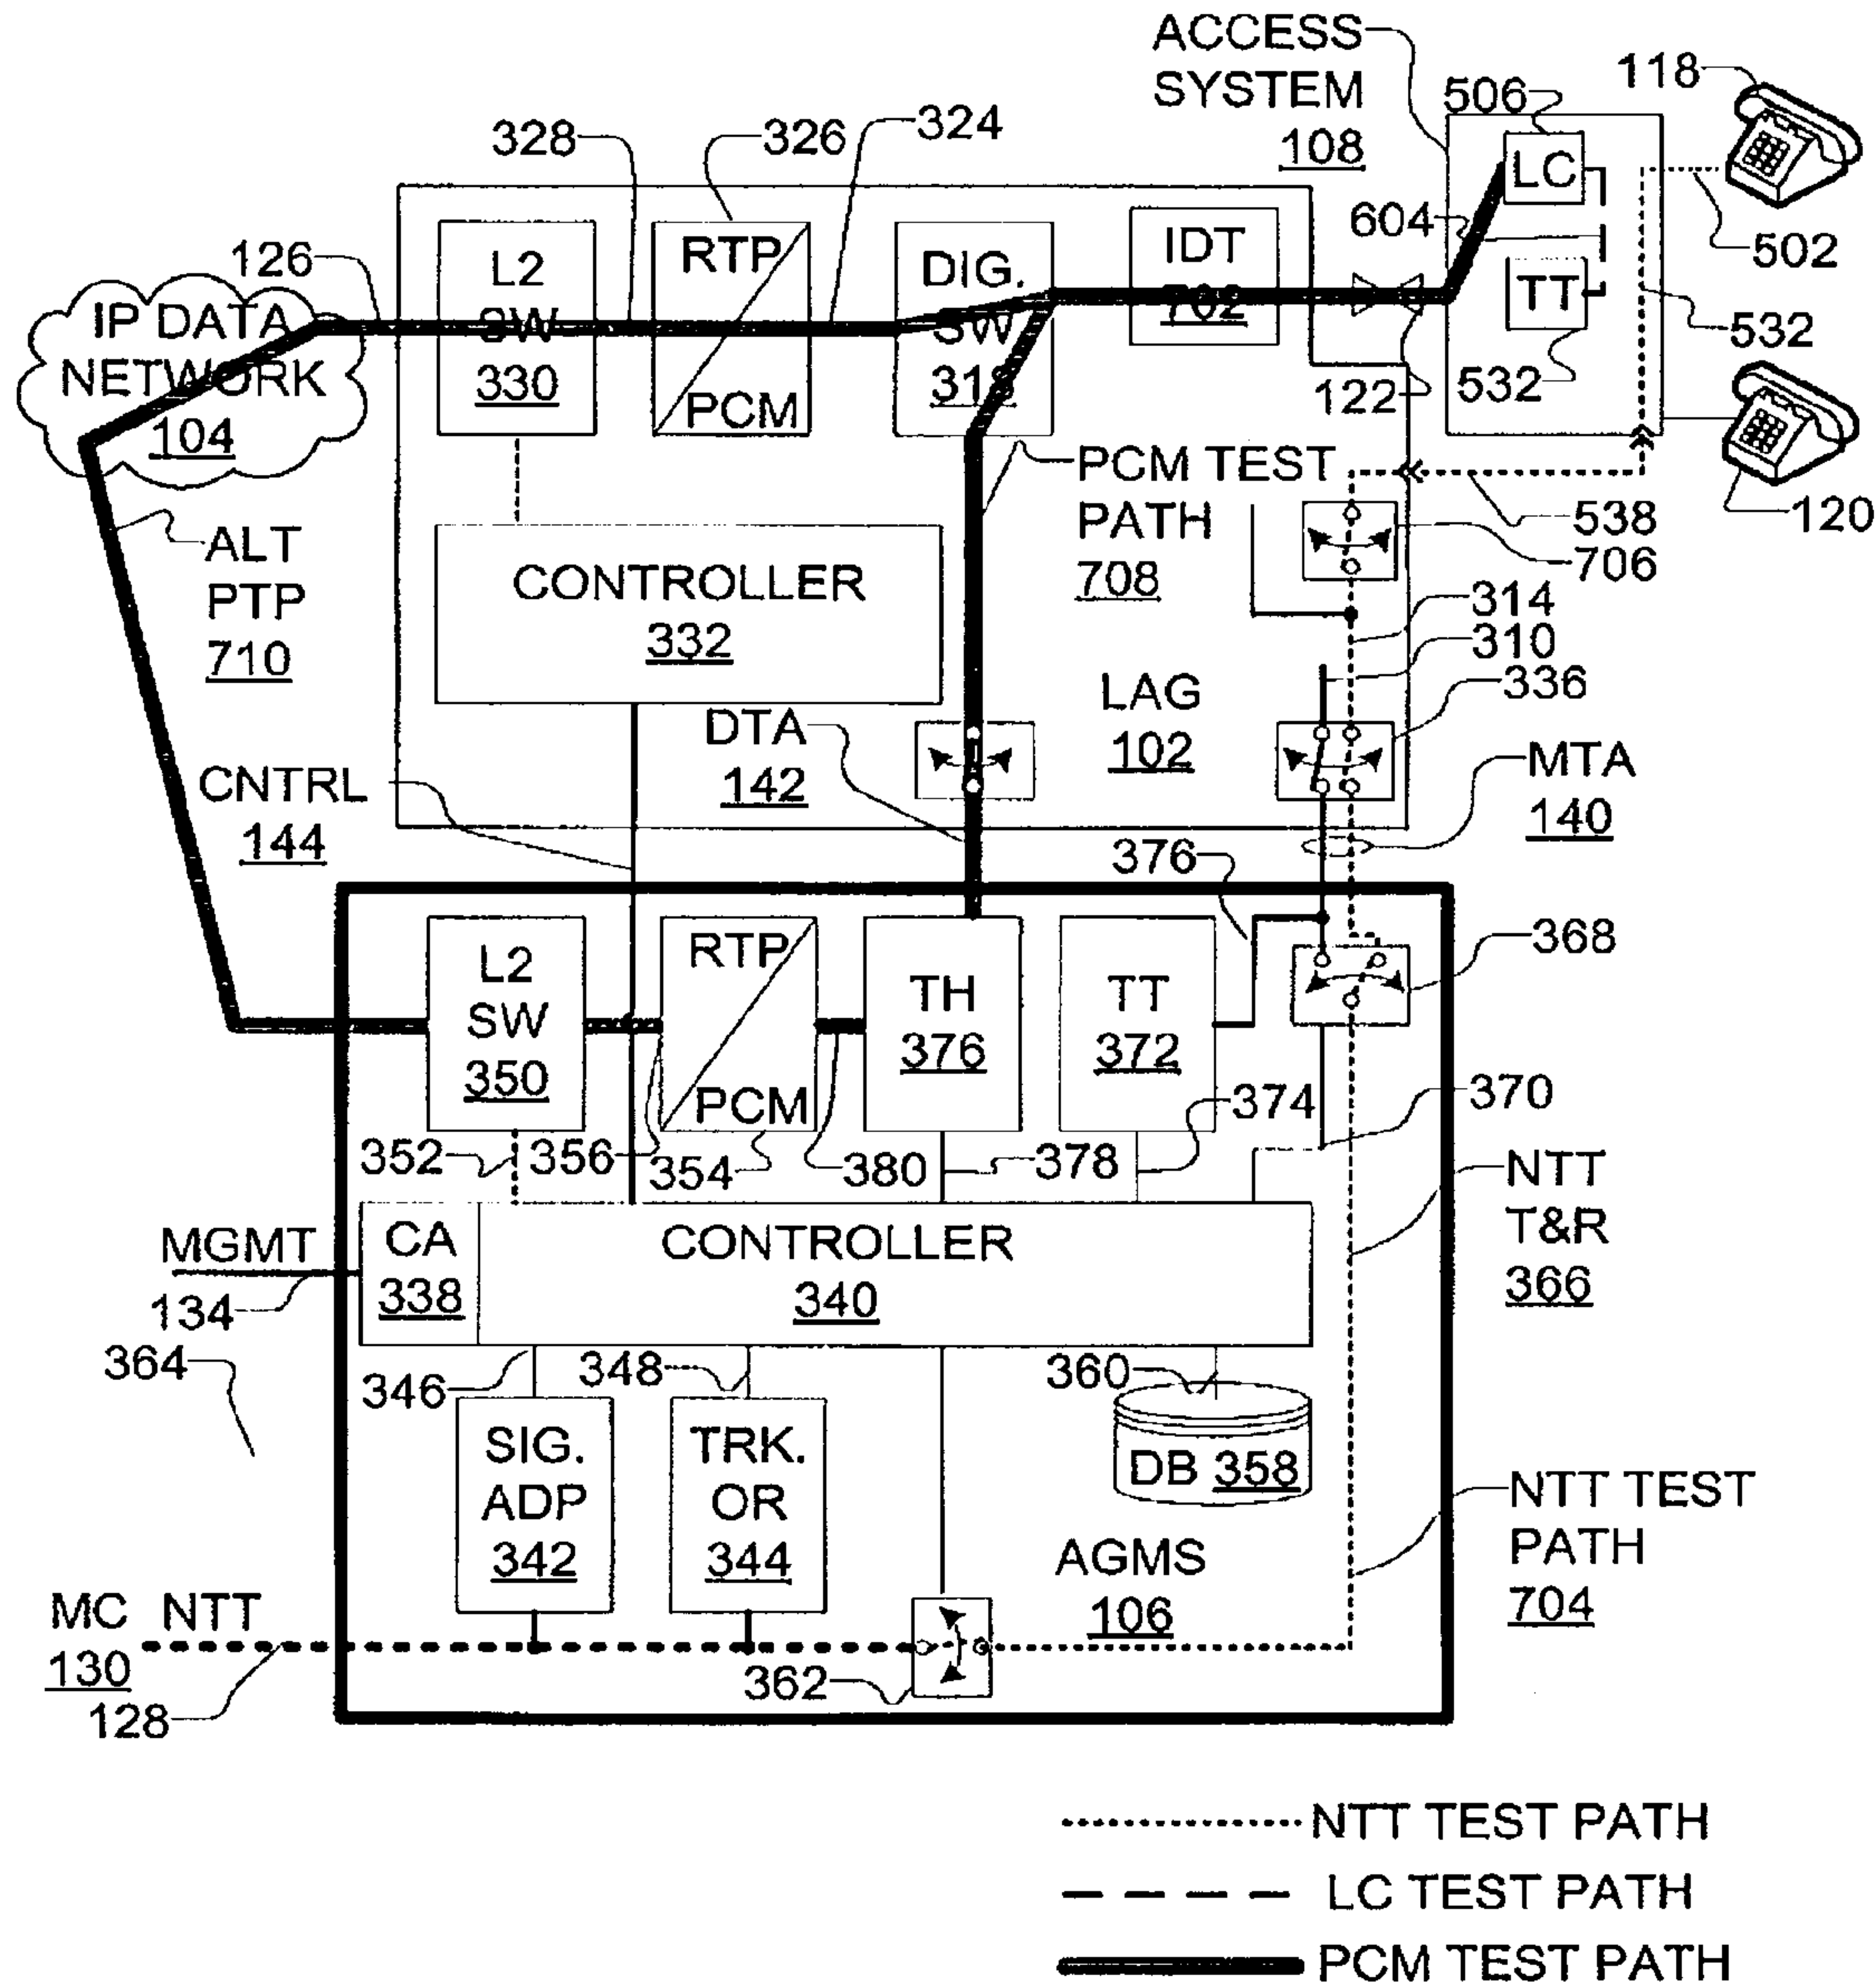 ACCESS
SYSTEM
108
118
506
LC
604
TT
532
502
532
122
120
328
326
324
126
IP DATA
NETWORK
104
L2
SW
330
RTP
PCM
DIG.
SW
318
IDT
702
PCM TEST
PATH
708
538
706
314
310
336
ALT
PTP
710
CONTROLLER
332
LAG
102
DTA
142
CNTRL
144
MTA
140
376
368
L2
SW
350
RTP
PCM
TH
376
TT
372
374
370
352
356
354
380
378
NTT
T&R
366
MGMT
134
CA
338
CONTROLLER
340
364
346
348
360
SIG.
ADP
342
TRK.
OR
344
DB 358
AGMS
106
NTT TEST
PATH
704
MC NTT
130
128
362
NTT TEST PATH
LC TEST PATH
PCM TEST PATH